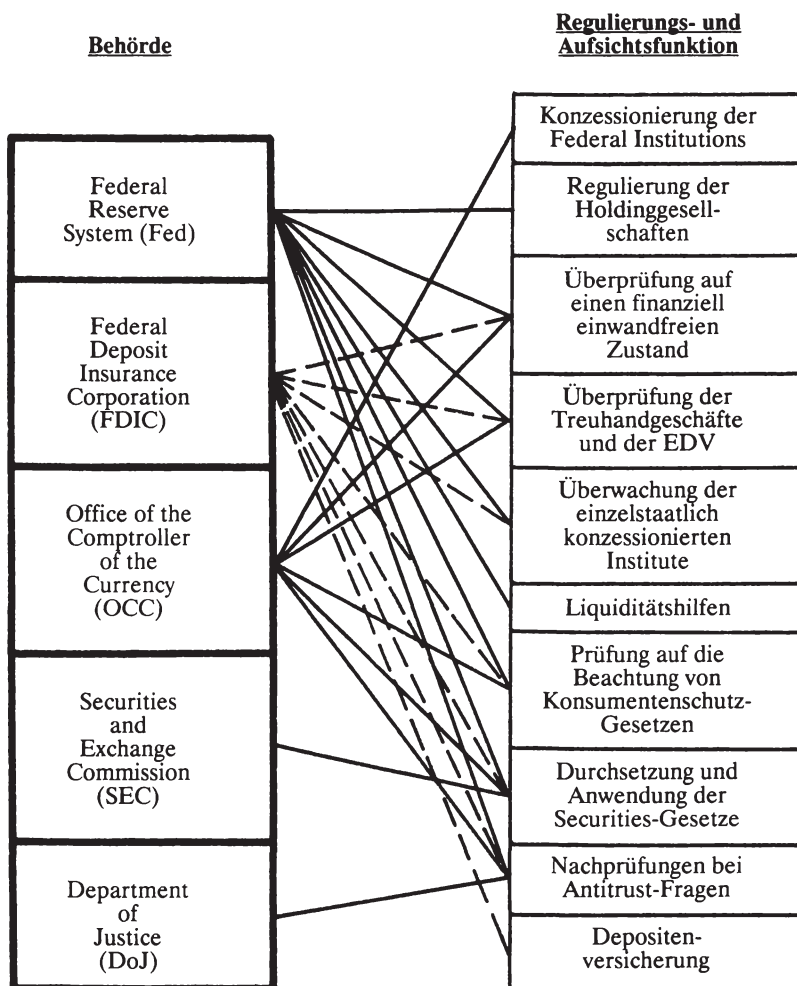 Behörde
Federal
Reserve
System (Fed)
Federal
Deposit
Insurance
Corporation
(FDIC)
Office of the
Comptroller
of the
Currency
(OCC)
Securities
and
Exchange
Commission
(SEC)
Department
of
Justice
(DoJ)
Regulierungs- und
Aufsichtsfunktion
Konzessionierung der
Federal Institutions
Regulierung der
Holdinggesell-
schaften
Überprüfung auf
einen finanziell
einwandfreien
Zustand
Überprüfung der
Treuhandgeschäfte
und der EDV
Überwachung der
einzelstaatlich
konzessionierten
Institute
Liquiditätshilfen
Prüfung auf die
Beachtung von
Konsumentenschutz-
Gesetzen
Durchsetzung und
Anwendung der
Securities-Gesetze
Nachprüfungen bei
Antitrust-Fragen
Depositen-
versicherung